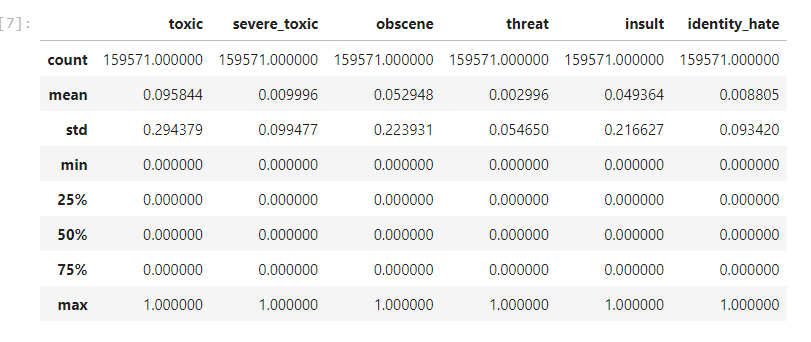 [7]:
toxic severe_toxic obscene threat insult identity_hate
count 159571.000000 159571.000000 159571.000000 159571.000000 159571.000000 159571.000000
mean 0.095844 0.009996 0.052948 0.002996 0.049364 0.008805
std 0.294379 0.099477 0.223931 0.054650 0.216627 0.093420
min 0.000000 0.000000 0.000000 0.000000 0.000000 0.000000
25% 0.000000 0.000000 0.000000 0.000000 0.000000 0.000000
50% 0.000000 0.000000 0.000000 0.000000 0.000000 0.000000
75% 0.000000 0.000000 0.000000 0.000000 0.000000 0.000000
max 1.000000 1.000000 1.000000 1.000000 1.000000 1.000000